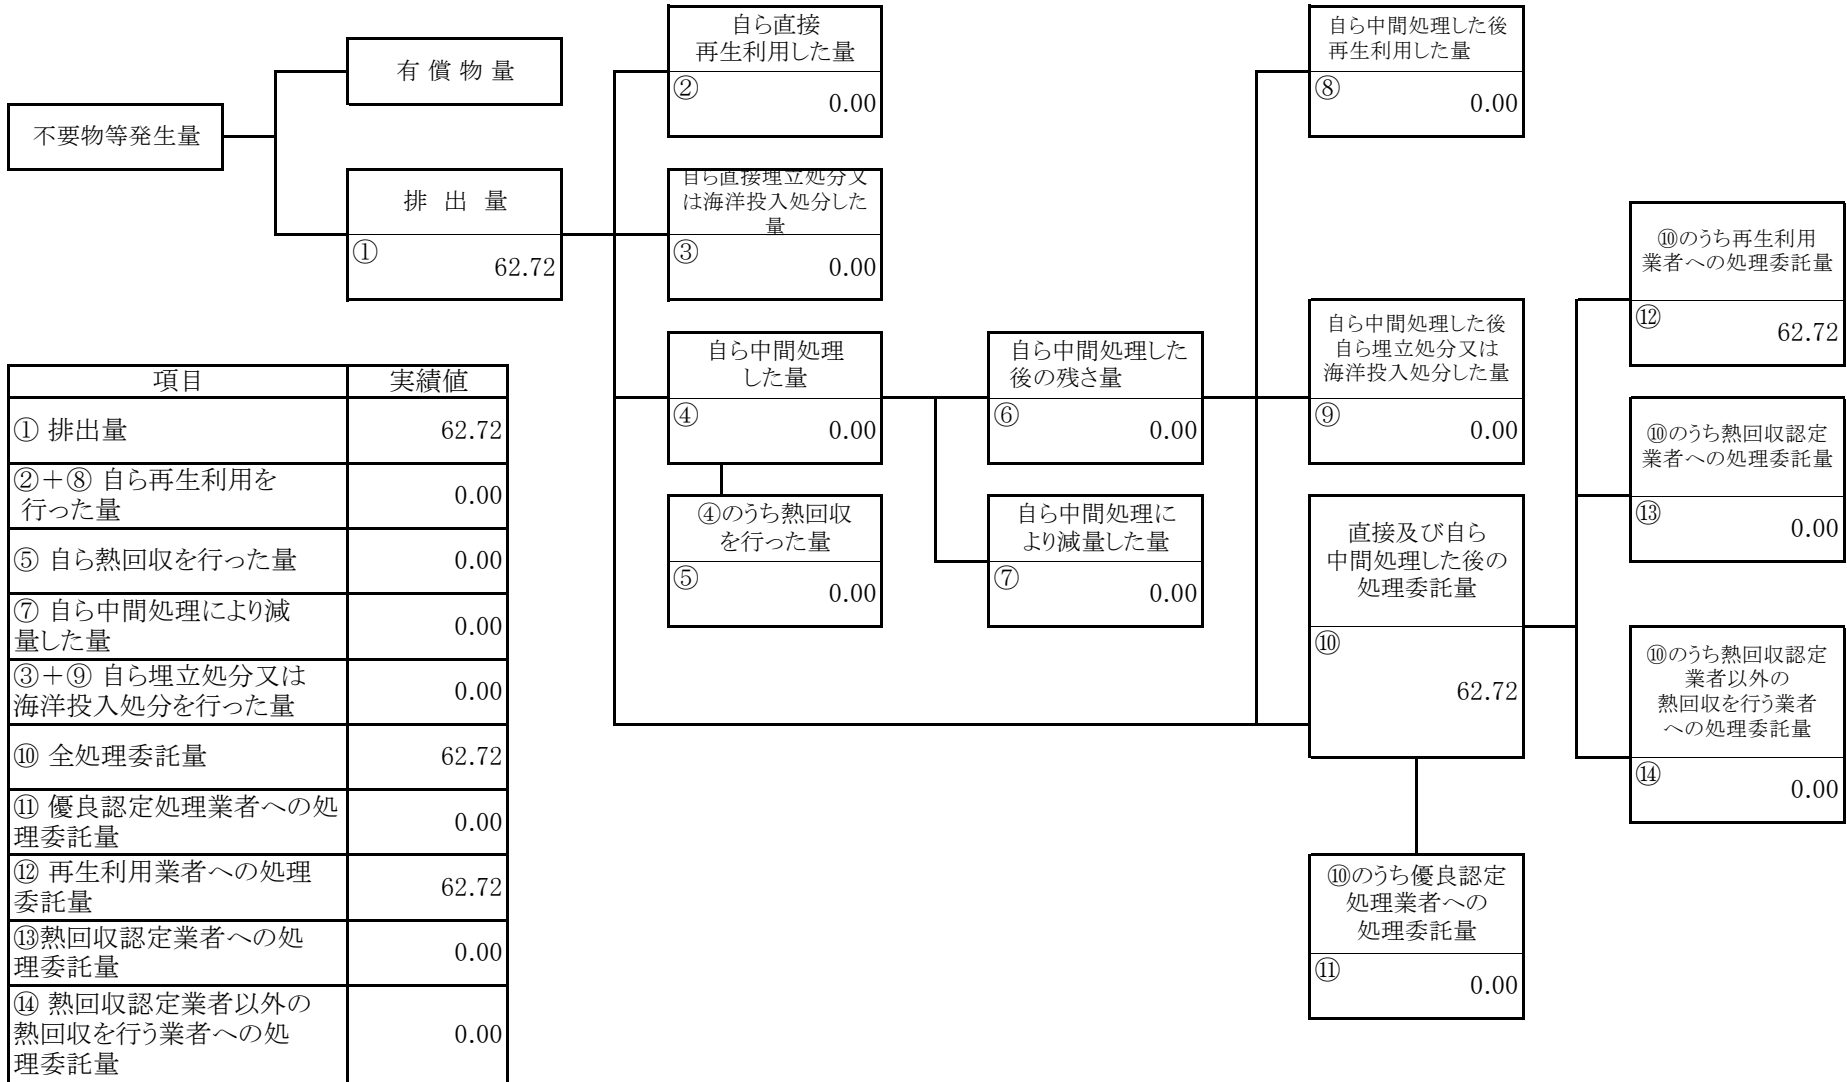 不要物等発生量
有 償 物 量
排 出 量
①
62.72
自ら直接
再生利用した量
②
0.00
自ら直接埋立処分又
は海洋投入処分した
量
③
0.00
自ら中間処理
した量
④
0.00
④のうち熱回収
を行った量
⑤
0.00
自ら中間処理した
後の残さ量
⑥
0.00
自ら中間処理に
より減量した量
⑦
0.00
自ら中間処理した後
再生利用した量
⑧
0.00
自ら中間処理した後
自ら埋立処分又は
海洋投入処分した量
⑨
0.00
直接及び自ら
中間処理した後の
処理委託量
⑩
62.72
⑩のうち優良認定
処理業者への
処理委託量
⑪
0.00
⑩のうち再生利用
業者への処理委託量
⑫
62.72
⑩のうち熱回収認定
業者への処理委託量
⑬
0.00
⑩のうち熱回収認定
業者以外の
熱回収を行う業者
への処理委託量
⑭
0.00
項目 実績値
① 排出量 62.72
②＋⑧ 自ら再生利用を
行った量
0.00
⑤ 自ら熱回収を行った量 0.00
⑦ 自ら中間処理により減
量した量
0.00
③＋⑨ 自ら埋立処分又は
海洋投入処分を行った量
0.00
⑩ 全処理委託量 62.72
⑪ 優良認定処理業者への処
理委託量
0.00
⑫ 再生利用業者への処理
委託量
62.72
⑬熱回収認定業者への処
理委託量
0.00
⑭ 熱回収認定業者以外の
熱回収を行う業者への処
理委託量
0.00